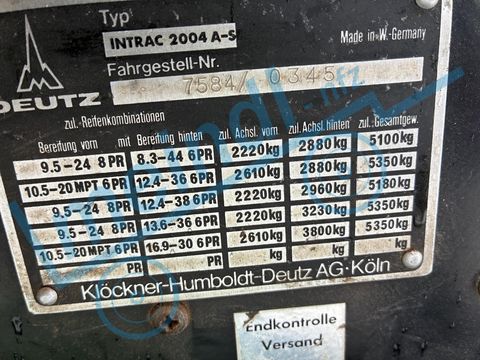 Typ
INTRAC 2004 A-S
Made in W.-Germany
Fahrgestell-Nr.
7584/ 0345
DEUTZ
zul.-Reifenkombinationen
Bereifung vorn mit Bereifung hinten zul. Achsl. vorn zul. Achsl. hinten zul. Gesamtgew.
9.5-24 8PR 8.3-44 6PR 2220kg 2880kg 5100kg
10.5-20 MPT 6PR 12.4-36 6PR 2610kg 2880kg 5350kg
9.5-24 8PR 12.4-38 6PR 2220kg 2960kg 5180kg
9.5-24 8PR 13.6-36 6PR 2220kg 3230kg 5350kg
10.5-20 MPT 6PR 16.9-30 6PR 2610kg 3800kg 5350kg
PR PR kg kg kg
Klöckner-Humboldt-Deutz AG·Köln
Endkontrolle
Versand